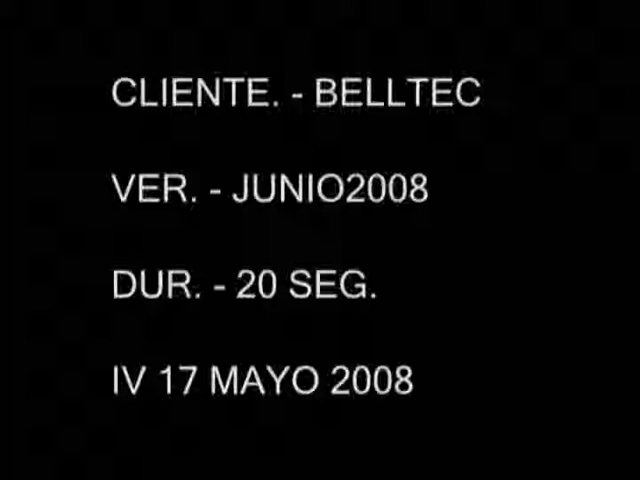 CLIENTE. - BELLTEC
VER. - JUNIO2008
DUR. - 20 SEG.
IV 17 MAYO 2008